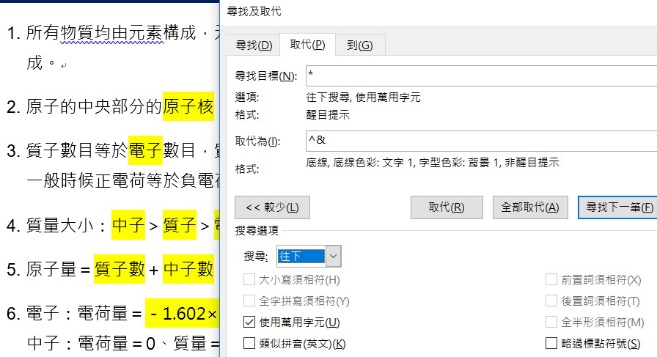 尋找及取代
尋找(D) 取代(P) 到(G)
尋找目標(N): *
選項: 往下搜尋, 使用萬用字元
格式: 醒目提示
取代為(I): ^&
格式: 底線, 底線色彩: 文字 1, 字型色彩: 背景 1, 非醒目提示
<< 較少(L) 取代(R) 全部取代(A) 尋找下一筆(F)
搜尋選項
搜尋: 往下
大小寫須相符(H) 前置詞須相符(X)
全字拼寫須相符(Y) 後置詞須相符(T)
使用萬用字元(U) 全半形須相符(M)
類似拼音(英文)(K) 略過標點符號(S)
1. 所有物質均由元素構成，
成。
2. 原子的中央部分的原子核
3. 質子數目等於電子數目，
一般時候正電荷等於負電
4. 質量大小：中子 > 質子 >
5. 原子量 = 質子數 + 中子數
6. 電子：電荷量 = - 1.602×
中子：電荷量 = 0、質量 =